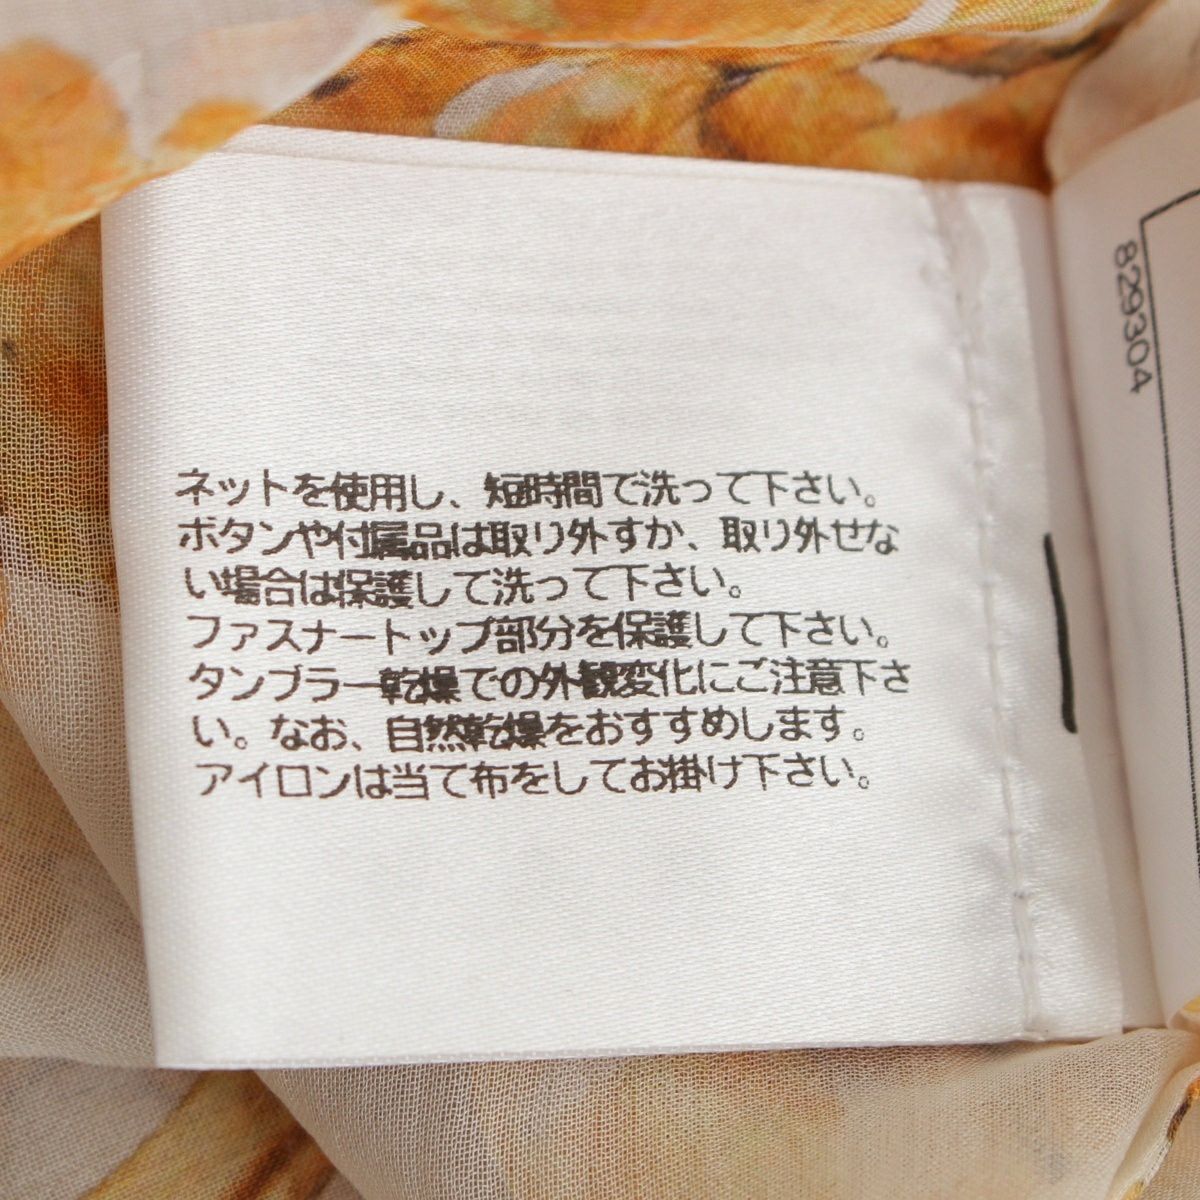 ネットを使用し、短時間で洗って下さい。
ボタンや付属品は取り外すか、取り外せな
い場合は保護して洗って下さい。
ファスナートップ部分を保護して下さい。
タンブラー乾燥での外観変化にご注意下さ
い。なお、自然乾燥をおすすめします。
アイロンは当て布をしてお掛け下さい。
829304